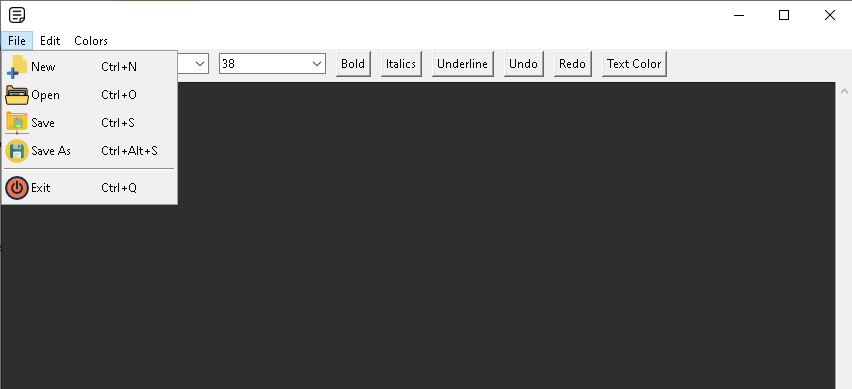 File Edit Colors
38 Bold Italics Underline Undo Redo Text Color
New Ctrl+N
Open Ctrl+O
Save Ctrl+S
Save As Ctrl+Alt+S
Exit Ctrl+Q